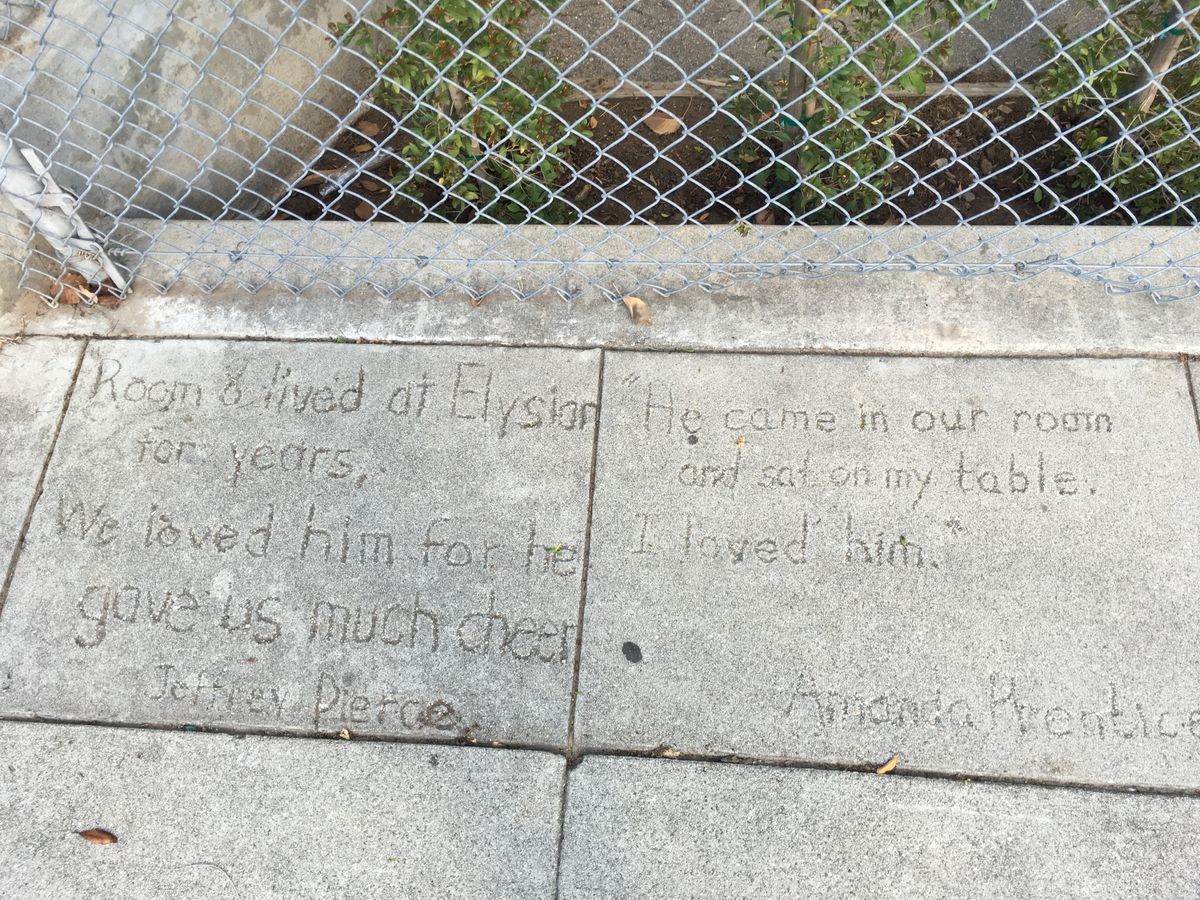 Room 8 lived at Elysian
for years,
We loved him for he
gave us much cheer
Jeffrey Pierce.
"He came in our room
and sat on my table.
I loved him."
Amanda Prentice